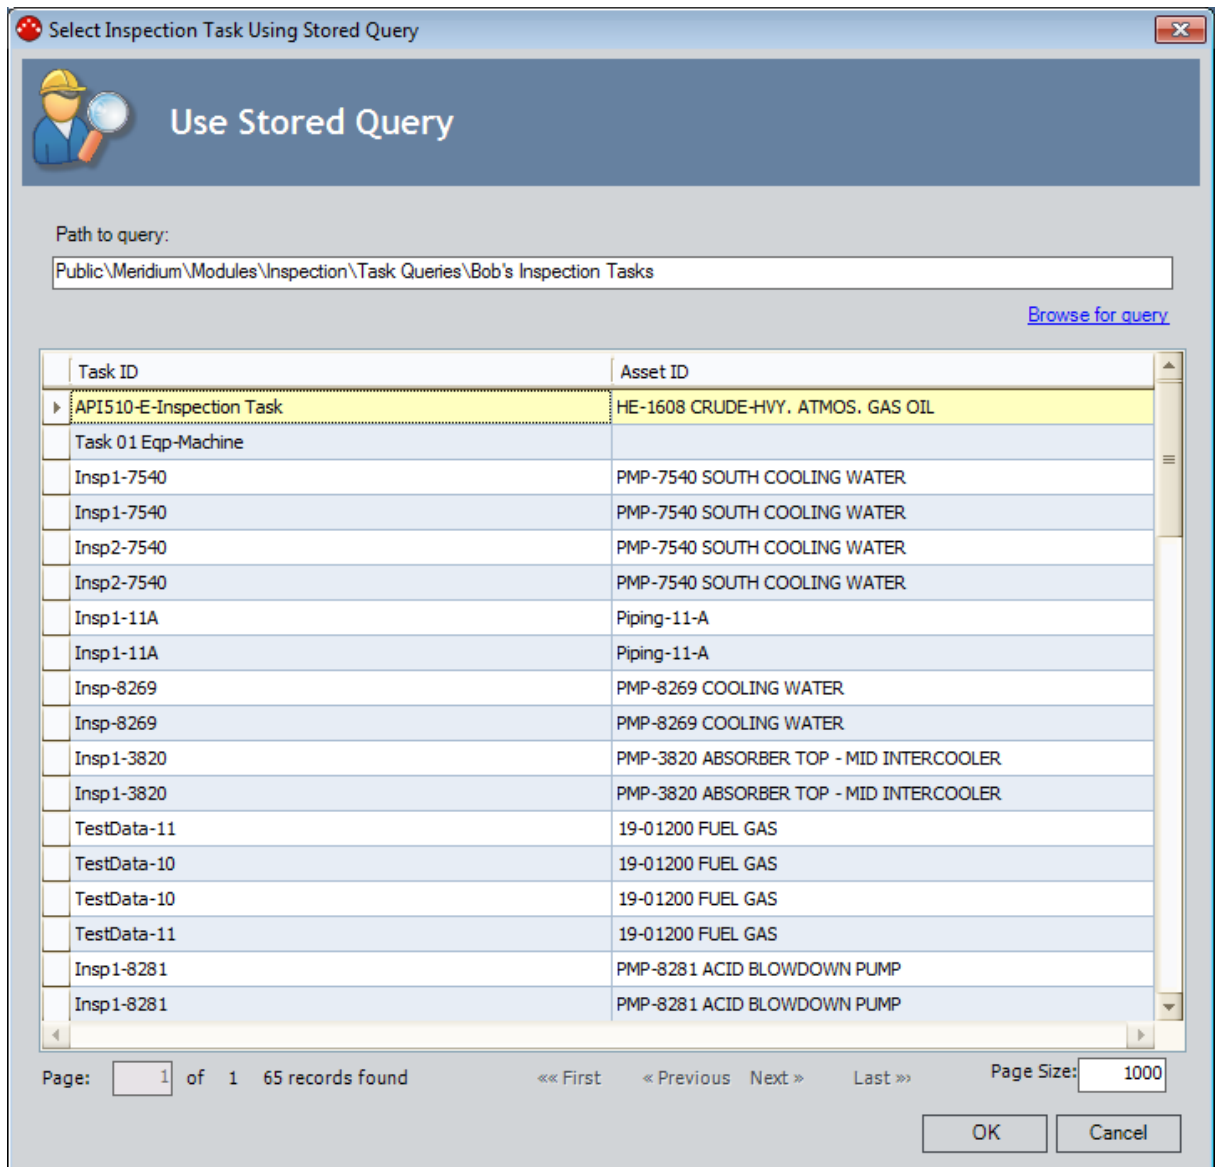 Select Inspection Task Using Stored Query
Use Stored Query
Path to query:
Public\Meridium\Modules\Inspection\Task Queries\Bob's Inspection Tasks
Browse for query
Task ID Asset ID
API510-E-Inspection Task HE-1608 CRUDE-HVY. ATMOS. GAS OIL
Task 01 Eqp-Machine
Insp1-7540 PMP-7540 SOUTH COOLING WATER
Insp1-7540 PMP-7540 SOUTH COOLING WATER
Insp2-7540 PMP-7540 SOUTH COOLING WATER
Insp2-7540 PMP-7540 SOUTH COOLING WATER
Insp1-11A Piping-11-A
Insp1-11A Piping-11-A
Insp-8269 PMP-8269 COOLING WATER
Insp-8269 PMP-8269 COOLING WATER
Insp1-3820 PMP-3820 ABSORBER TOP - MID INTERCOOLER
Insp1-3820 PMP-3820 ABSORBER TOP - MID INTERCOOLER
TestData-11 19-01200 FUEL GAS
TestData-10 19-01200 FUEL GAS
TestData-10 19-01200 FUEL GAS
TestData-11 19-01200 FUEL GAS
Insp1-8281 PMP-8281 ACID BLOWDOWN PUMP
Insp1-8281 PMP-8281 ACID BLOWDOWN PUMP
Page: 1 of 1 65 records found «« First « Previous Next » Last »» Page Size: 1000
OK Cancel